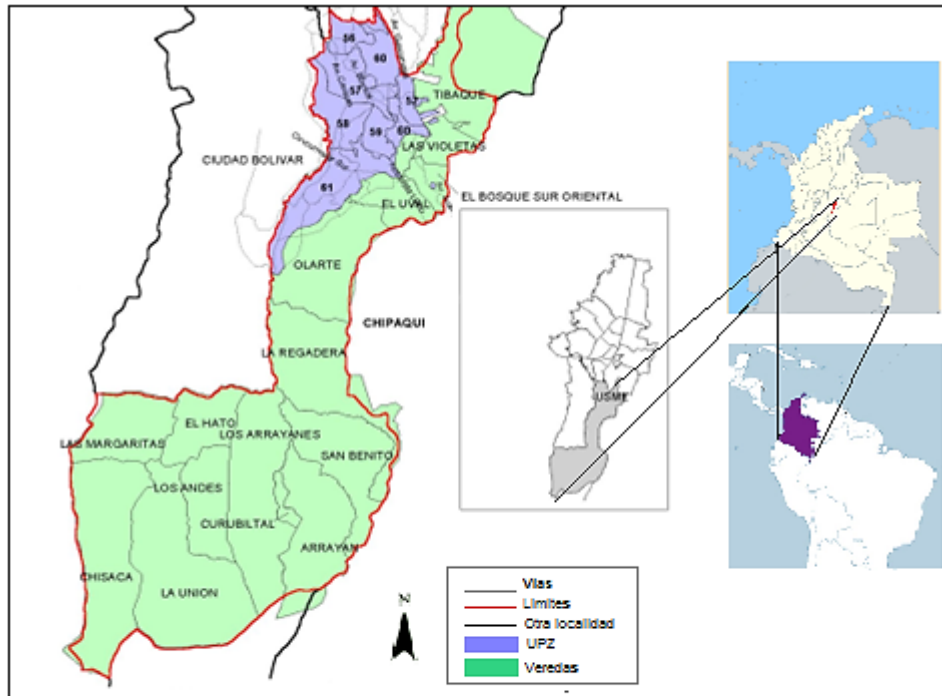 56
60
57
57
TIBAQUE
58
59
60
LAS VIOLETAS
CIUDAD BOLIVAR
61
EL UVAL
EL BOSQUE SUR ORIENTAL
OLARTE
CHIPAQUI
LA REGADERA
USME
EL HATO
LAS MARGARITAS
LOS ARRAYANES
SAN BENITO
LOS ANDES
CURUBILTAL
ARRAYAN
CHISACA
LA UNION
N
Vias
Limites
Otra localidad
UPZ
Veredas